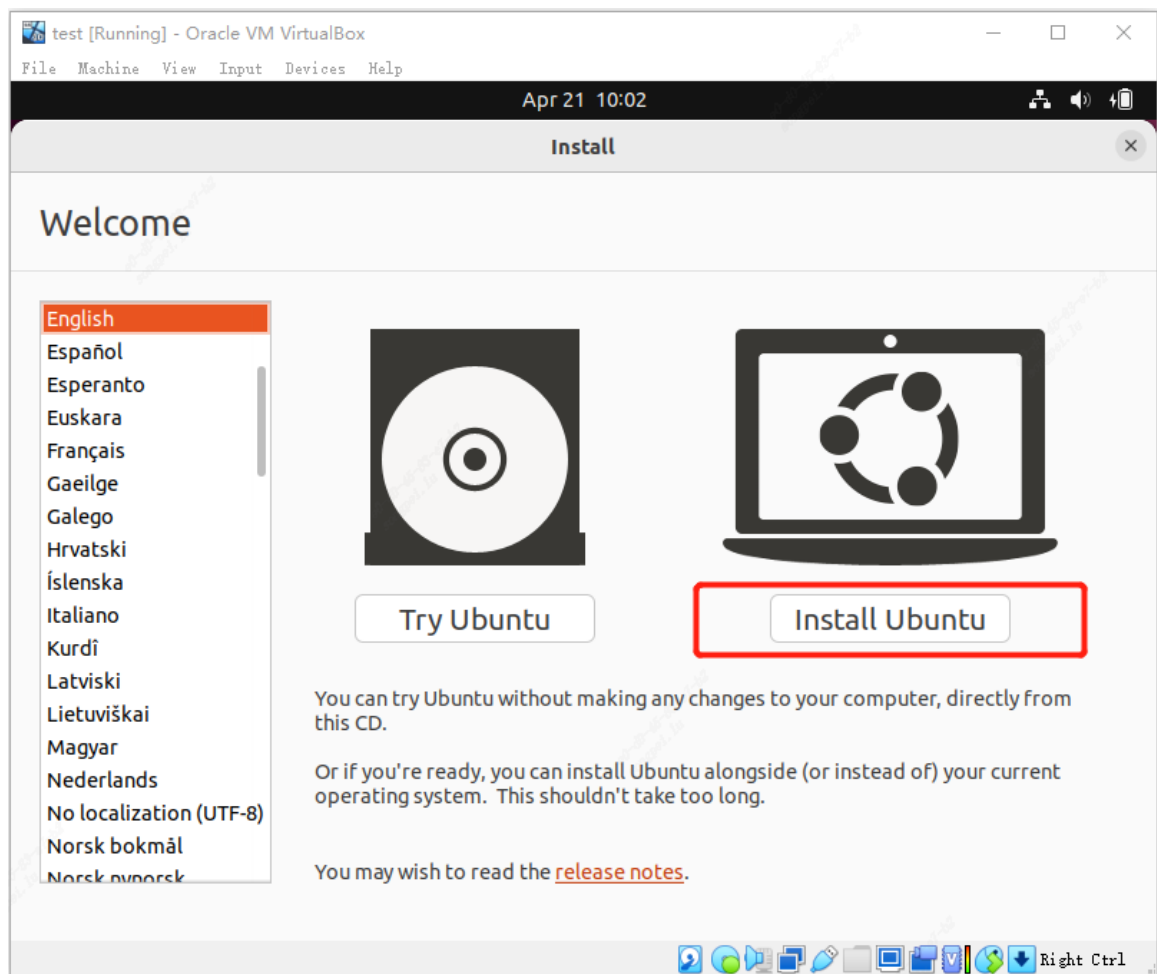 test [Running] - Oracle VM VirtualBox
File Machine View Input Devices Help
Apr 21 10:02
Install
Welcome
English
Español
Esperanto
Euskara
Français
Gaeilge
Galego
Hrvatski
Íslenska
Italiano
Kurdî
Latviski
Lietuviškai
Magyar
Nederlands
No localization (UTF-8)
Norsk bokmål
Norsk nynorsk
Try Ubuntu
Install Ubuntu
You can try Ubuntu without making any changes to your computer, directly from
this CD.
Or if you're ready, you can install Ubuntu alongside (or instead of) your current
operating system. This shouldn't take too long.
You may wish to read the release notes.
Right Ctrl